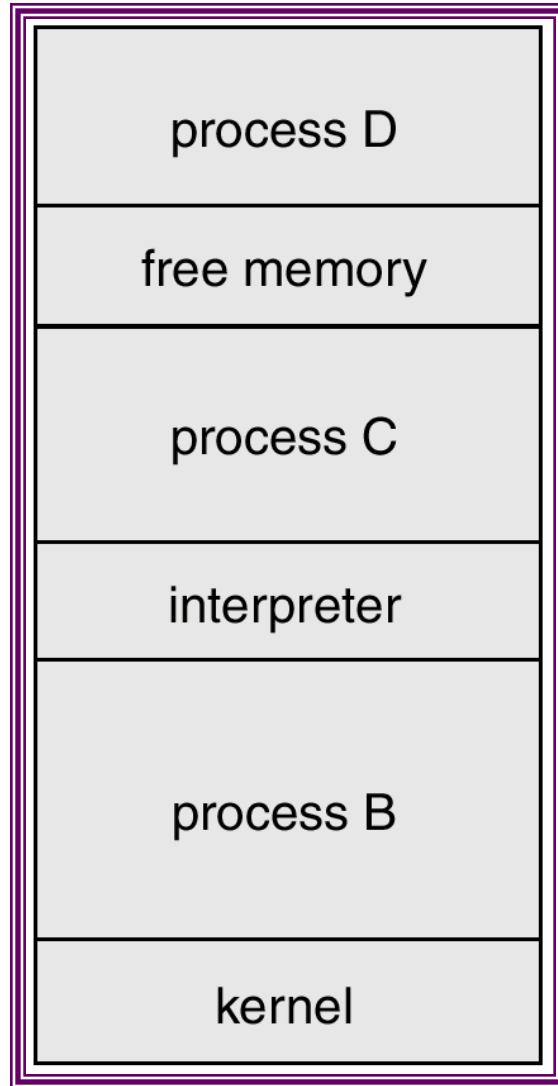 process D
free memory
process C
interpreter
process B
kernel